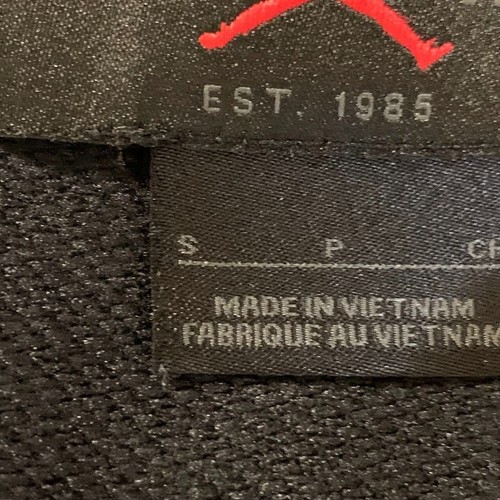 EST. 1985
S P
MADE IN VIETNAM
FABRIQUE AU VIETNAM